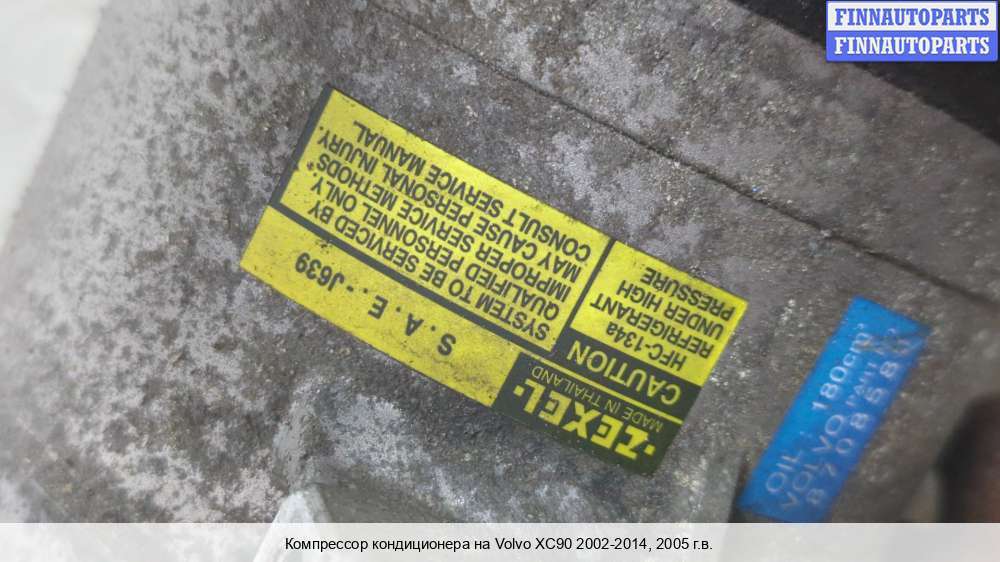 FINNAUTOPARTS
FINNAUTOPARTS
ZEXEL
MADE IN THAILAND
S.A.E.-J639
CAUTION
HFC-134a
REFRIGERANT
UNDER HIGH
PRESSURE
SYSTEM TO BE SERVICED BY
QUALIFIED PERSONNEL ONLY.
IMPROPER SERVICE METHODS
MAY CAUSE PERSONAL INJURY.
CONSULT SERVICE MANUAL.
OIL 180cm³
VOLVO
Компрессор кондиционера на Volvo XC90 2002-2014, 2005 г.в.